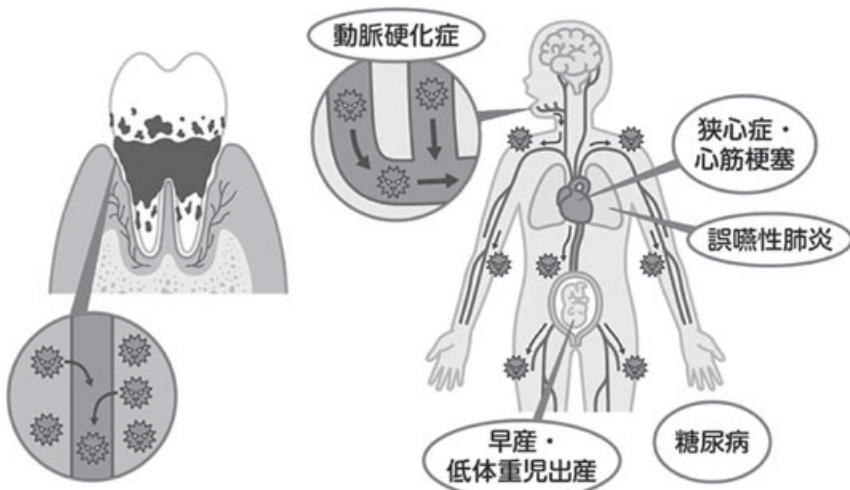 動脈硬化症
狭心症・
心筋梗塞
誤嚥性肺炎
早産・
低体重児出産
糖尿病